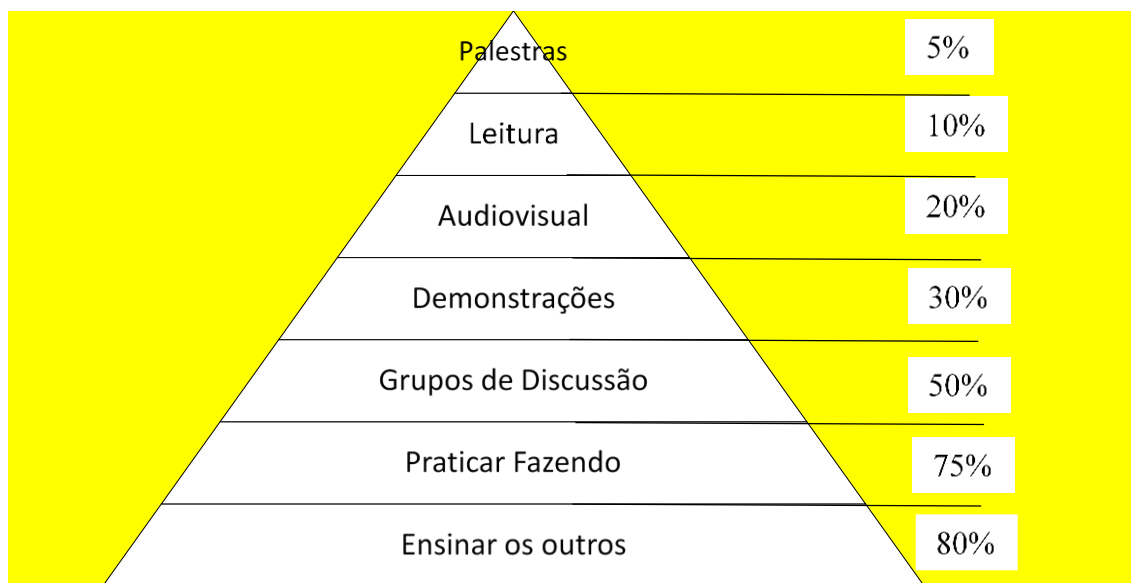 Palestras 5%
Leitura 10%
Audiovisual 20%
Demonstrações 30%
Grupos de Discussão 50%
Praticar Fazendo 75%
Ensinar os outros 80%